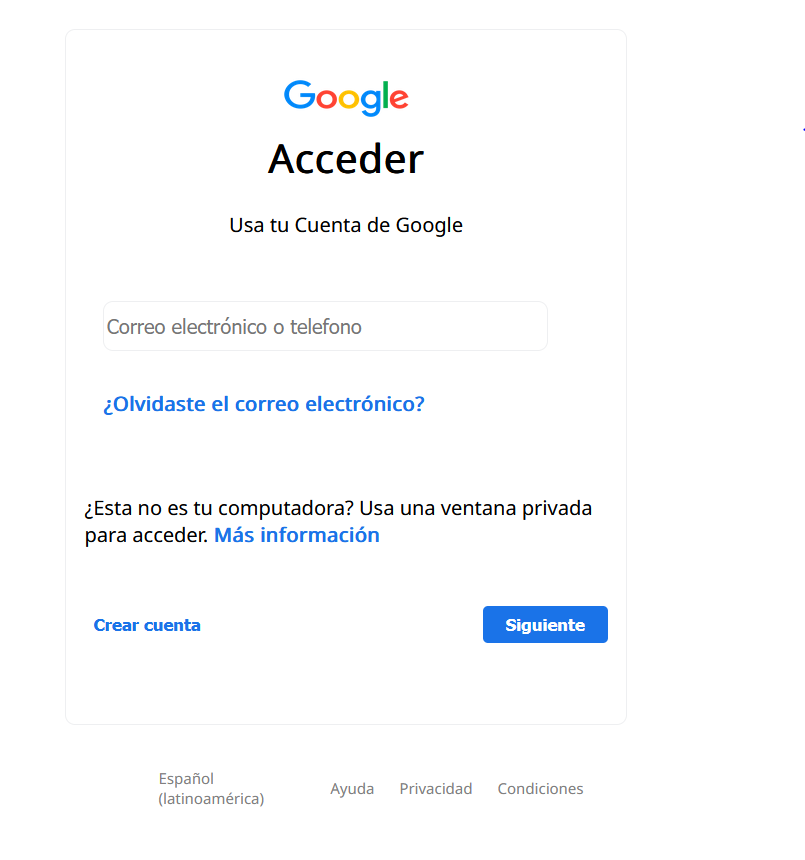 Google
Acceder
Usa tu Cuenta de Google
Correo electrónico o telefono
¿Olvidaste el correo electrónico?
¿Esta no es tu computadora? Usa una ventana privada
para acceder. Más información
Crear cuenta
Siguiente
Español
(latinoamérica)
Ayuda
Privacidad
Condiciones